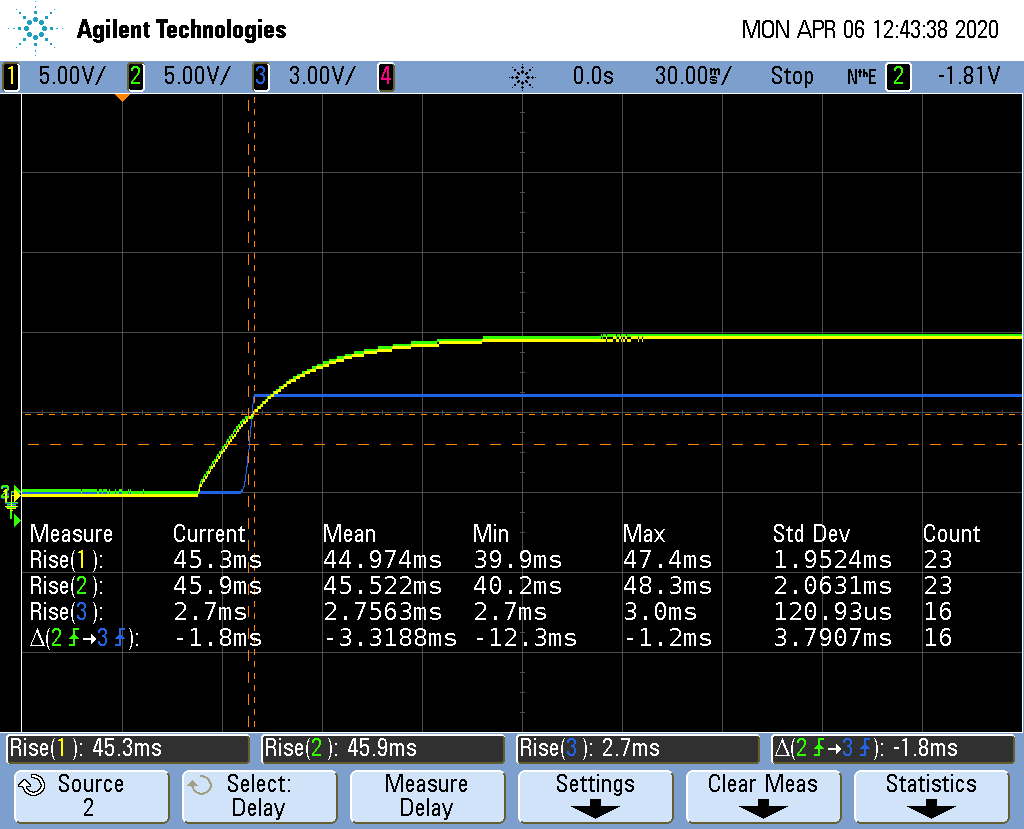 Agilent Technologies MON APR 06 12:43:38 2020
1 5.00V/ 2 5.00V/ 3 3.00V/ 4 0.0s 30.00ms/ Stop NthE 2 -1.81V
Measure Current Mean Min Max Std Dev Count
Rise(1): 45.3ms 44.974ms 39.9ms 47.4ms 1.9524ms 23
Rise(2): 45.9ms 45.522ms 40.2ms 48.3ms 2.0631ms 23
Rise(3): 2.7ms 2.7563ms 2.7ms 3.0ms 120.93us 16
Δ(2→3): -1.8ms -3.3188ms -12.3ms -1.2ms 3.7907ms 16
Rise(1): 45.3ms Rise(2): 45.9ms Rise(3): 2.7ms Δ(2→3): -1.8ms
Source Select: Measure Settings Clear Meas Statistics
2 Delay Delay